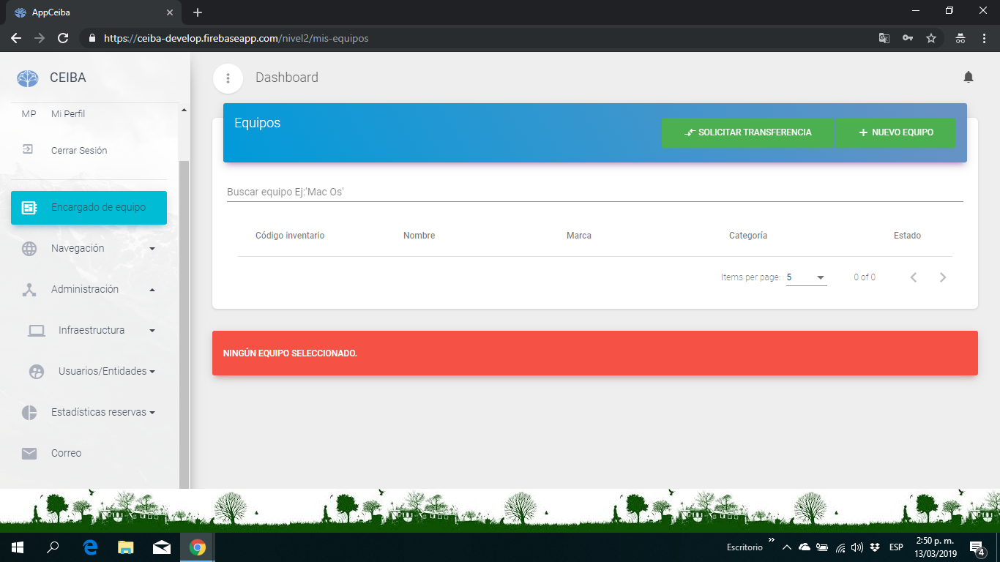 AppCeiba
https://ceiba-develop.firebaseapp.com/nivel2/mis-equipos
CEIBA
MP Mi Perfil
Cerrar Sesión
Encargado de equipo
Navegación
Administración
Infraestructura
Usuarios/Entidades
Estadísticas reservas
Correo
Dashboard
Equipos
SOLICITAR TRANSFERENCIA
NUEVO EQUIPO
Buscar equipo Ej:'Mac Os'
Código inventario Nombre Marca Categoría Estado
Items per page: 5 0 of 0
NINGÚN EQUIPO SELECCIONADO.
Escritorio
ESP
2:50 p. m.
13/03/2019
4